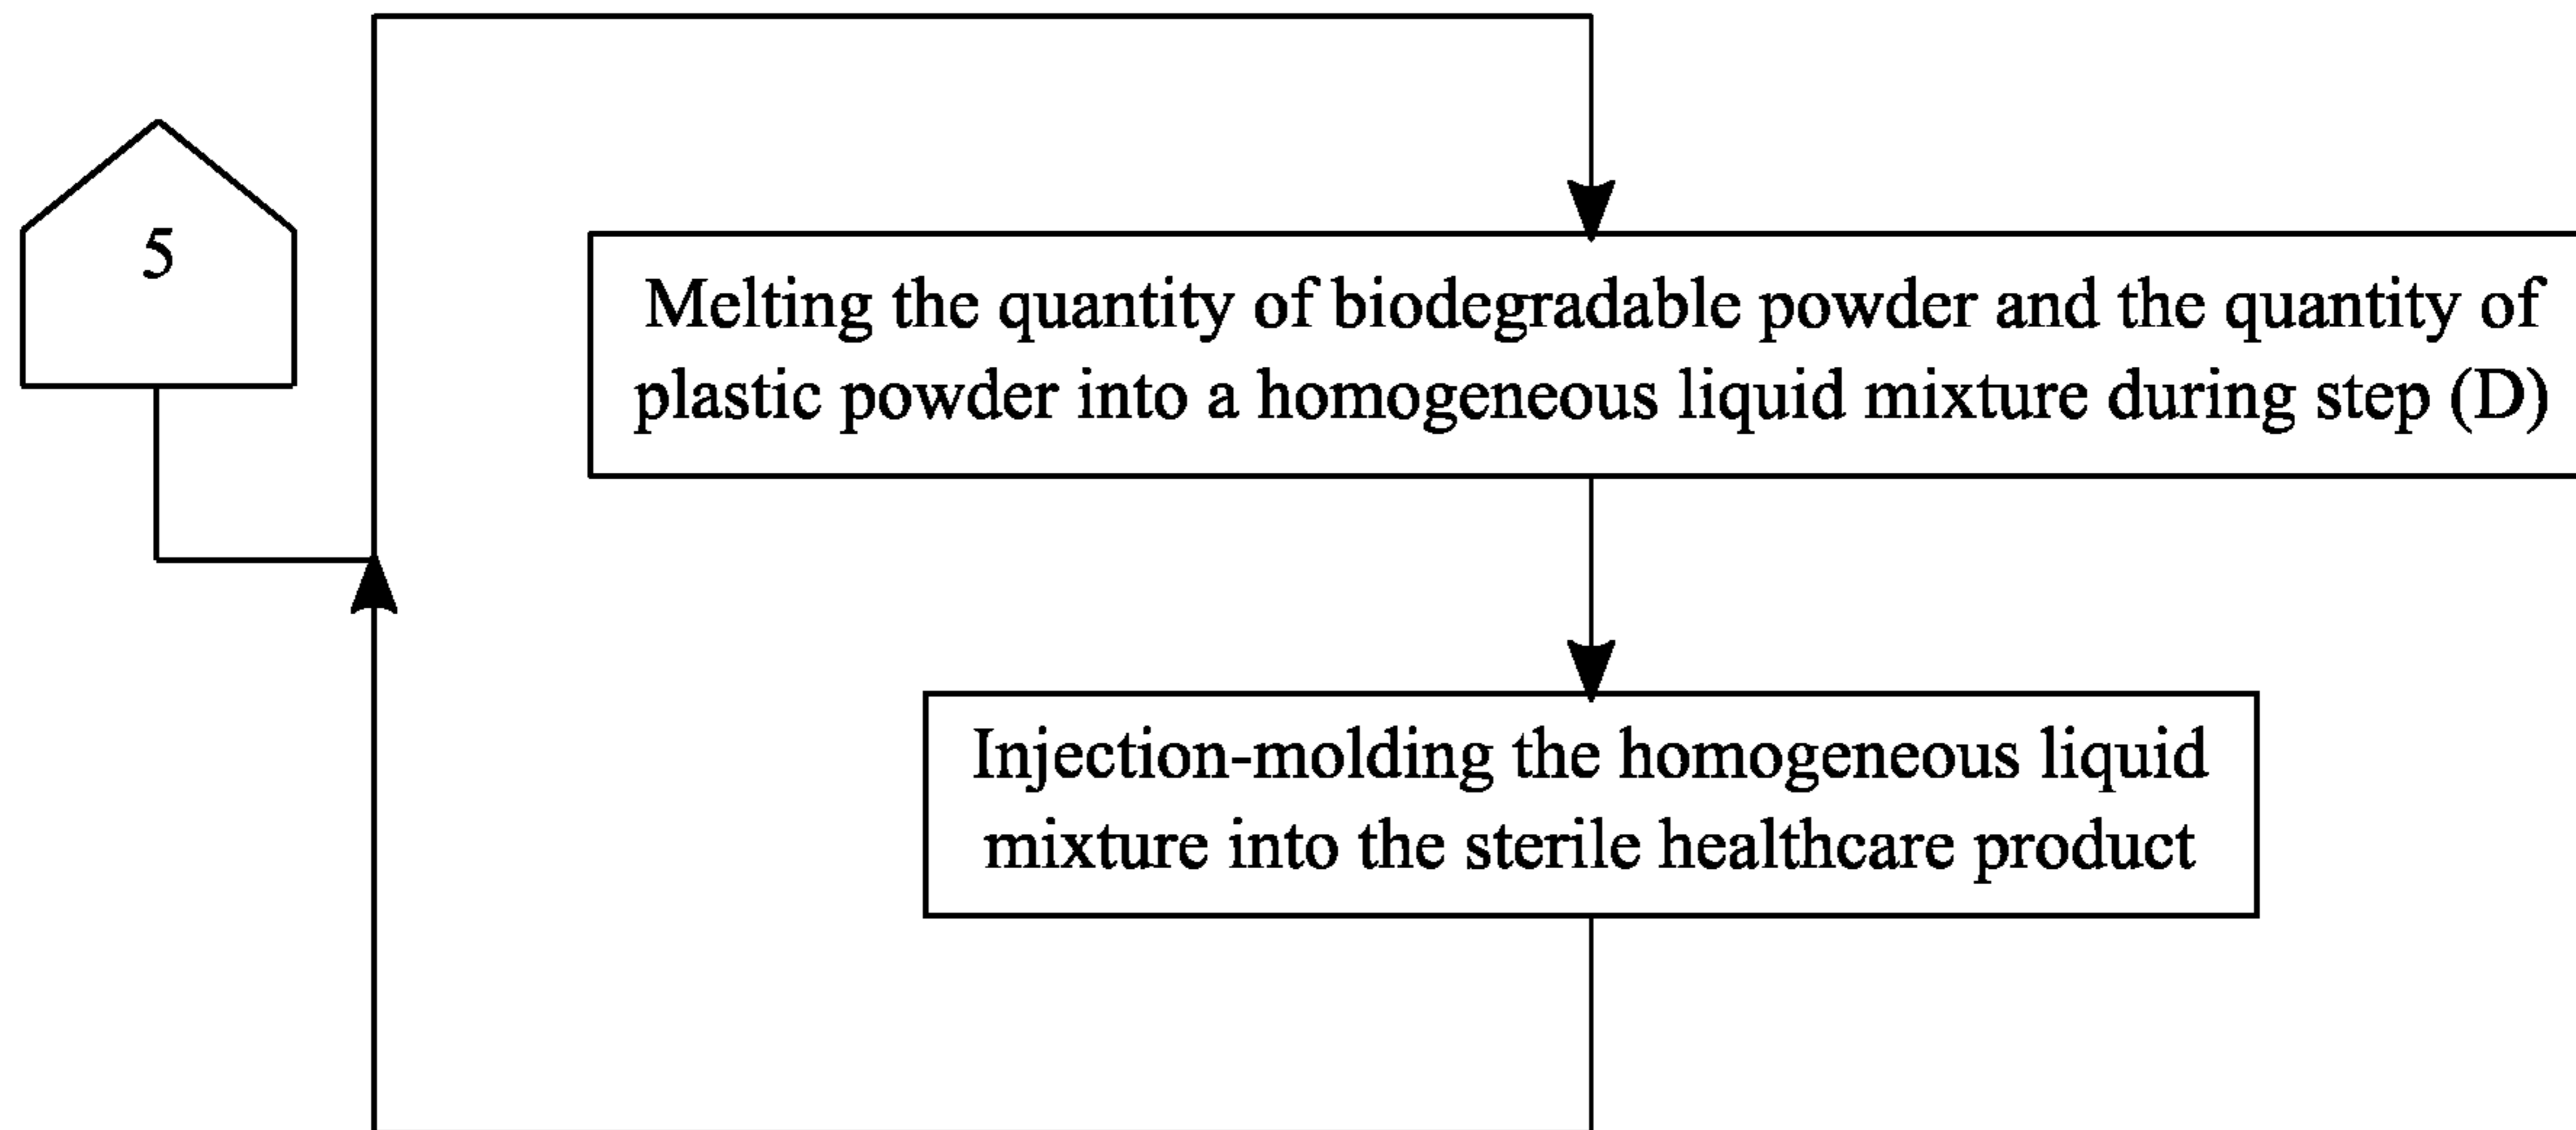 5
Melting the quantity of biodegradable powder and the quantity of
plastic powder into a homogeneous liquid mixture during step (D)
Injection-molding the homogeneous liquid
mixture into the sterile healthcare product